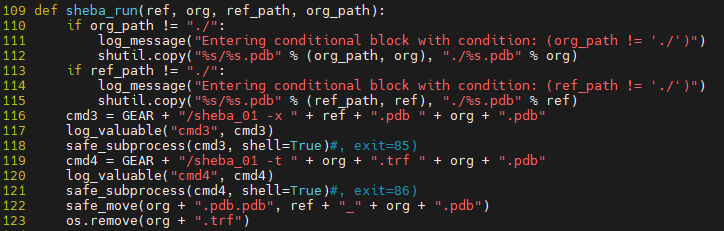 109 def sheba_run(ref, org, ref_path, org_path):
110     if org_path != "./":
111         log_message("Entering conditional block with condition: (org_path != './')")
112         shutil.copy("%s/%s.pdb" % (org_path, org), "./%s.pdb" % org)
113     if ref_path != "./":
114         log_message("Entering conditional block with condition: (ref_path != './')")
115         shutil.copy("%s/%s.pdb" % (ref_path, ref), "./%s.pdb" % ref)
116     cmd3 = GEAR + "/sheba_01 -x " + ref + ".pdb " + org + ".pdb"
117     log_valuable("cmd3", cmd3)
118     safe_subprocess(cmd3, shell=True)#, exit=85)
119     cmd4 = GEAR + "/sheba_01 -t " + org + ".trf " + org + ".pdb"
120     log_valuable("cmd4", cmd4)
121     safe_subprocess(cmd4, shell=True)#, exit=86)
122     safe_move(org + ".pdb.pdb", ref + "_" + org + ".pdb")
123     os.remove(org + ".trf")